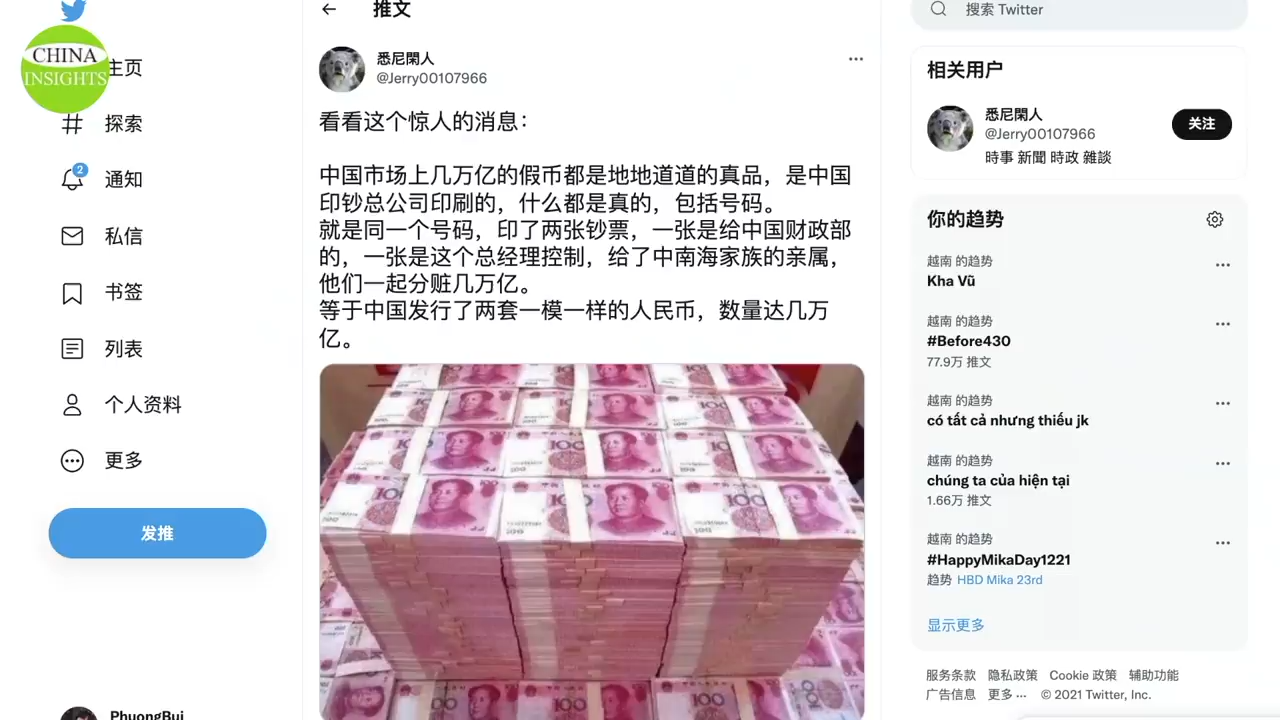 推文
搜索 Twitter
CHINA
INSIGHTS
主页
探索
2
通知
私信
书签
列表
个人资料
更多
发推
PhuongBui
悉尼閑人
@Jerry00107966
看看这个惊人的消息：
中国市场上几万亿的假币都是地地道道的真品，是中国
印钞总公司印刷的，什么都是真的，包括号码。
就是同一个号码，印了两张钞票，一张是给中国财政部
的，一张是这个总经理控制，给了中南海家族的亲属，
他们一起分赃几万亿。
等于中国发行了两套一模一样的人民币，数量达几万
亿。
100
相关用户
悉尼閑人
@Jerry00107966
关注
時事 新聞 時政 雜談
你的趋势
越南 的趋势
Kha Vũ
越南 的趋势
#Before430
77.9万 推文
越南 的趋势
có tất cả nhưng thiếu jk
越南 的趋势
chúng ta của hiện tại
1.66万 推文
越南 的趋势
#HappyMikaDay1221
趋势 HBD Mika 23rd
显示更多
服务条款 隐私政策 Cookie 政策 辅助功能
广告信息 更多 ··· © 2021 Twitter, Inc.